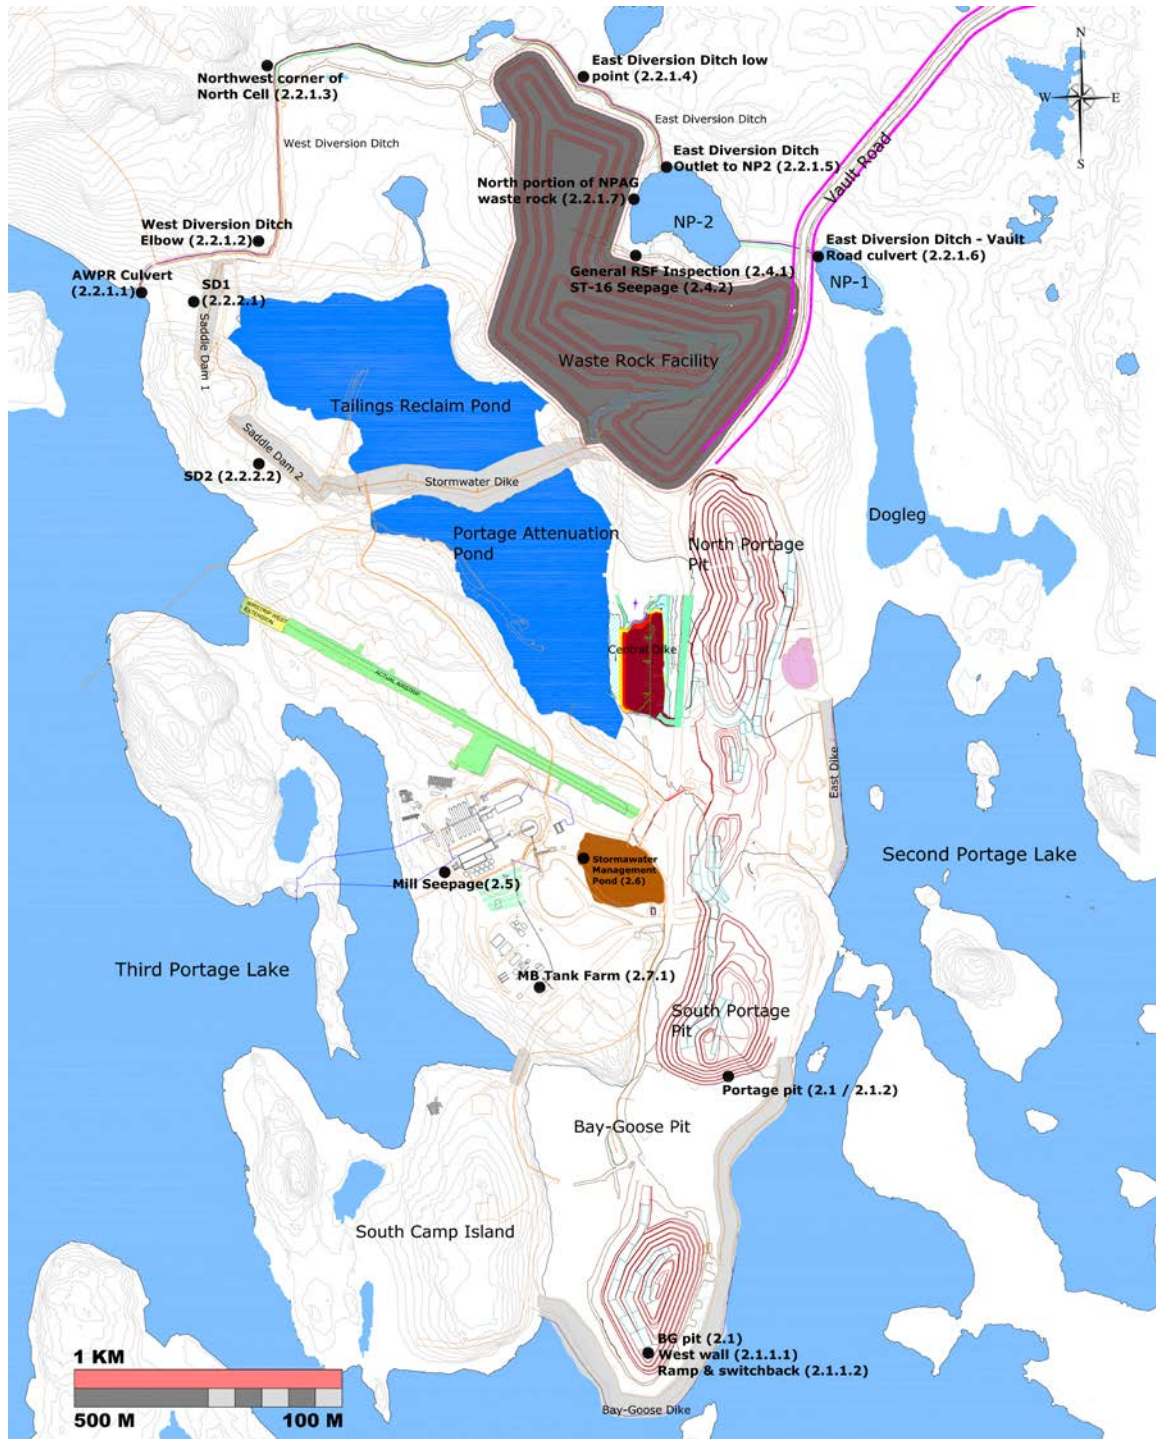 N
W
E
S
East Diversion Ditch low
point (2.2.1.4)
Northwest corner of
North Cell (2.2.1.3)
East Diversion Ditch
West Diversion Ditch
Vault Road
East Diversion Ditch
Outlet to NP2 (2.2.1.5)
North portion of NPAG
waste rock (2.2.1.7)
NP-2
West Diversion Ditch
Elbow (2.2.1.2)
East Diversion Ditch - Vault
Road culvert (2.2.1.6)
AWPR Culvert
(2.2.1.1)
SD1
(2.2.2.1)
General RSF Inspection (2.4.1)
ST-16 Seepage (2.4.2)
NP-1
Saddle Dam 1
Waste Rock Facility
Tailings Reclaim Pond
Saddle Dam 2
SD2 (2.2.2.2)
Stormwater Dike
Dogleg
Portage Attenuation
Pond
North Portage
Pit
AIRSTRIP WEST
EXTENSION
Central Dike
ACTUAL AIRSTRIP
East Dike
Stormawater
Management
Pond (2.6)
Second Portage Lake
Mill Seepage(2.5)
Third Portage Lake
MB Tank Farm (2.7.1)
South Portage
Pit
Portage pit (2.1 / 2.1.2)
Bay-Goose Pit
South Camp Island
BG pit (2.1)
West wall (2.1.1.1)
Ramp & switchback (2.1.1.2)
1 KM
500 M
100 M
Bay-Goose Dike